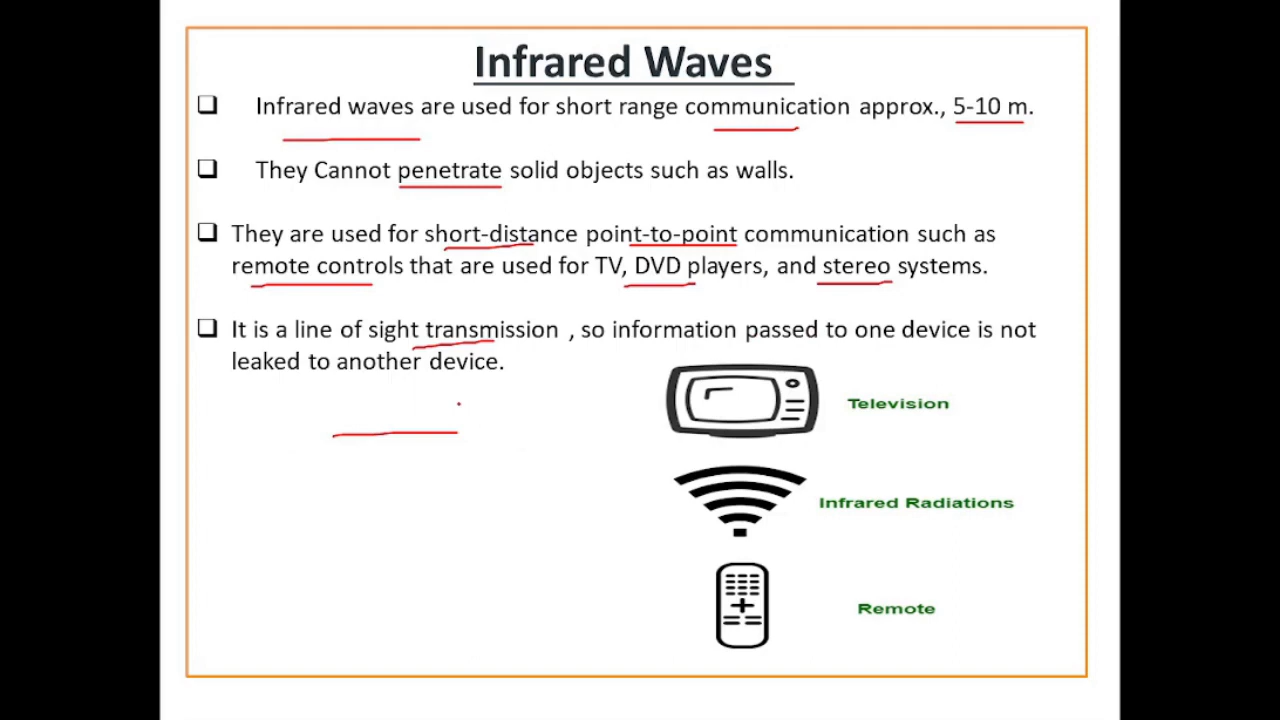 Infrared Waves
❑ Infrared waves are used for short range communication approx., 5-10 m.
❑ They Cannot penetrate solid objects such as walls.
❑ They are used for short-distance point-to-point communication such as
remote controls that are used for TV, DVD players, and stereo systems.
❑ It is a line of sight transmission , so information passed to one device is not
leaked to another device.
Television
Infrared Radiations
Remote